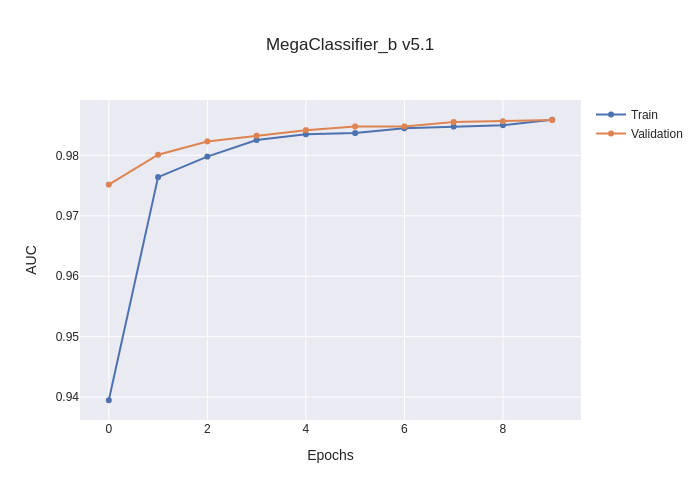 MegaClassifier_b v5.1
Train
Validation
0.98
0.97
0.96
0.95
0.94
AUC
0 2 4 6 8
Epochs